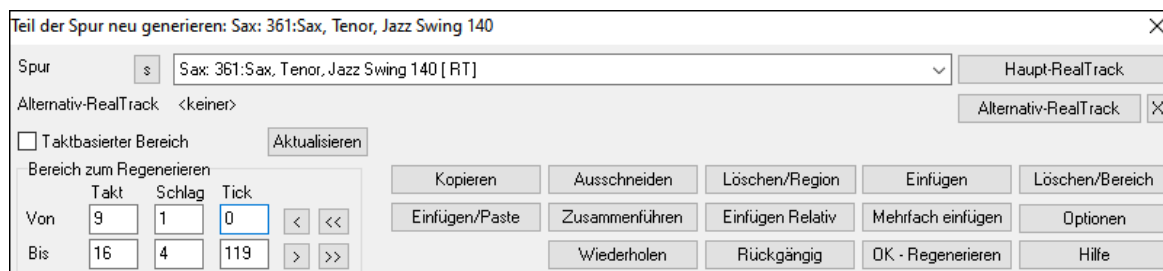 Teil der Spur neu generieren: Sax: 361:Sax, Tenor, Jazz Swing 140
Spur s Sax: 361:Sax, Tenor, Jazz Swing 140 [ RT] Haupt-RealTrack
Alternativ-RealTrack <keiner> Alternativ-RealTrack X
Taktbasierter Bereich Aktualisieren
Bereich zum Regenerieren
Kopieren Ausschneiden Löschen/Region Einfügen Löschen/Bereich
Takt Schlag Tick
Von 9 1 0 < << Einfügen/Paste Zusammenführen Einfügen Relativ Mehrfach einfügen Optionen
Bis 16 4 119 > >> Wiederholen Rückgängig OK - Regenerieren Hilfe